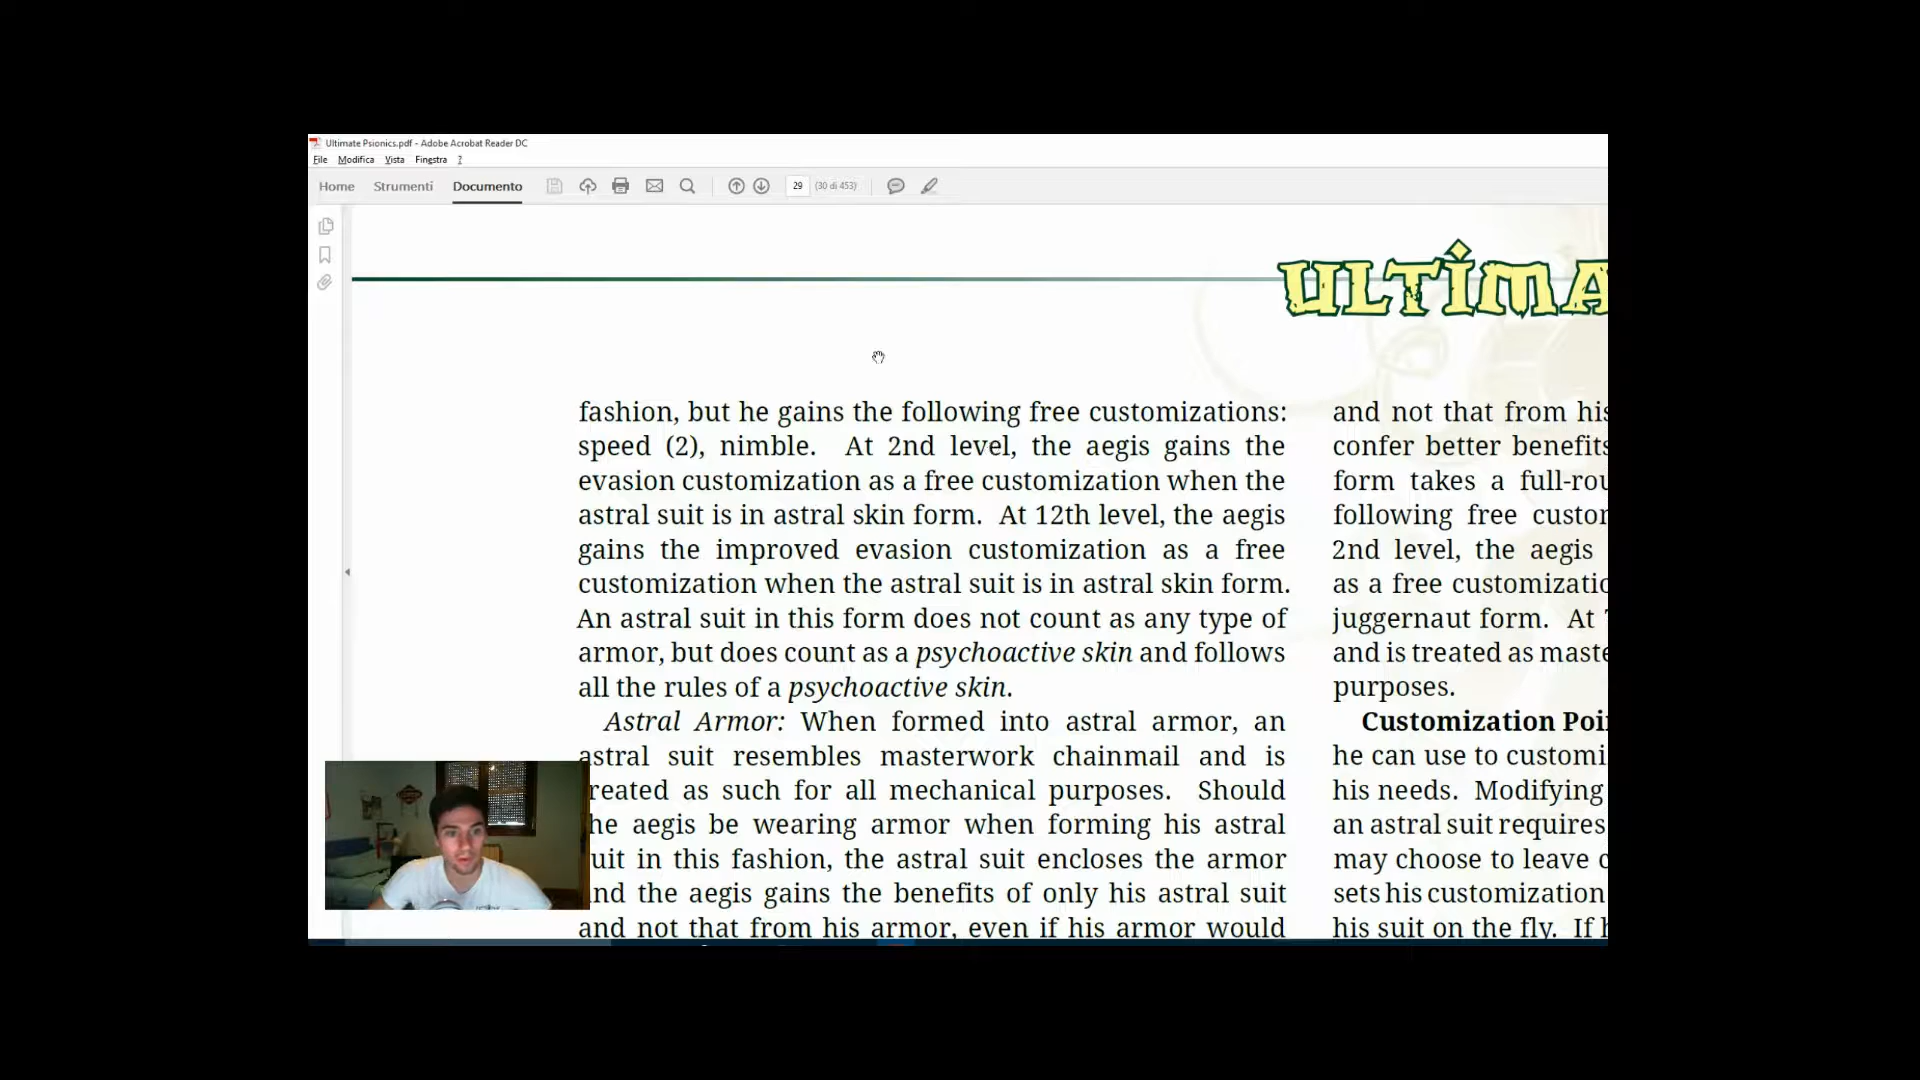 Ultimate Psionics.pdf - Adobe Acrobat Reader DC
File Modifica Vista Finestra ?
Home Strumenti Documento 29 (30 di 453)
ULTIMA
fashion, but he gains the following free customizations:
speed (2), nimble. At 2nd level, the aegis gains the
evasion customization as a free customization when the
astral suit is in astral skin form. At 12th level, the aegis
gains the improved evasion customization as a free
customization when the astral suit is in astral skin form.
An astral suit in this form does not count as any type of
armor, but does count as a psychoactive skin and follows
all the rules of a psychoactive skin.
Astral Armor: When formed into astral armor, an
astral suit resembles masterwork chainmail and is
reated as such for all mechanical purposes. Should
he aegis be wearing armor when forming his astral
uit in this fashion, the astral suit encloses the armor
nd the aegis gains the benefits of only his astral suit
and not that from his armor, even if his armor would
and not that from his
confer better benefits
form takes a full-rou
following free custom
2nd level, the aegis
as a free customizatio
juggernaut form. At
and is treated as maste
purposes.
Customization Poi
he can use to customi
his needs. Modifying
an astral suit requires
may choose to leave
sets his customization
his suit on the fly. If